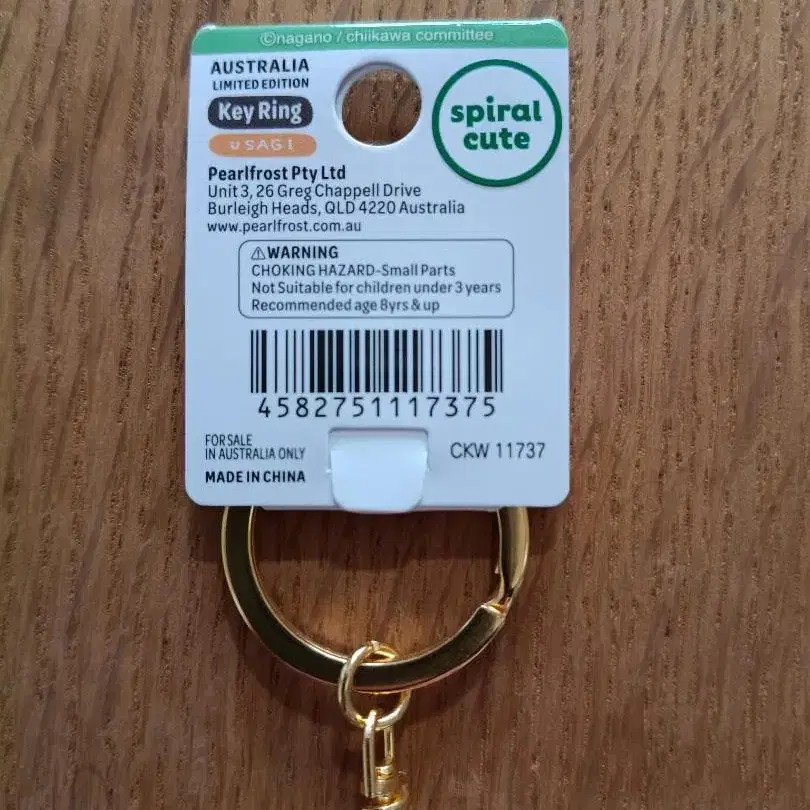 ©nagano / chiikawa committee
AUSTRALIA
LIMITED EDITION
Key Ring
USAGI
spiral
cute
Pearlfrost Pty Ltd
Unit 3, 26 Greg Chappell Drive
Burleigh Heads, QLD 4220 Australia
www.pearlfrost.com.au
⚠WARNING
CHOKING HAZARD-Small Parts
Not Suitable for children under 3 years
Recommended age 8yrs & up
4582751117375
FOR SALE
IN AUSTRALIA ONLY
CKW 11737
MADE IN CHINA